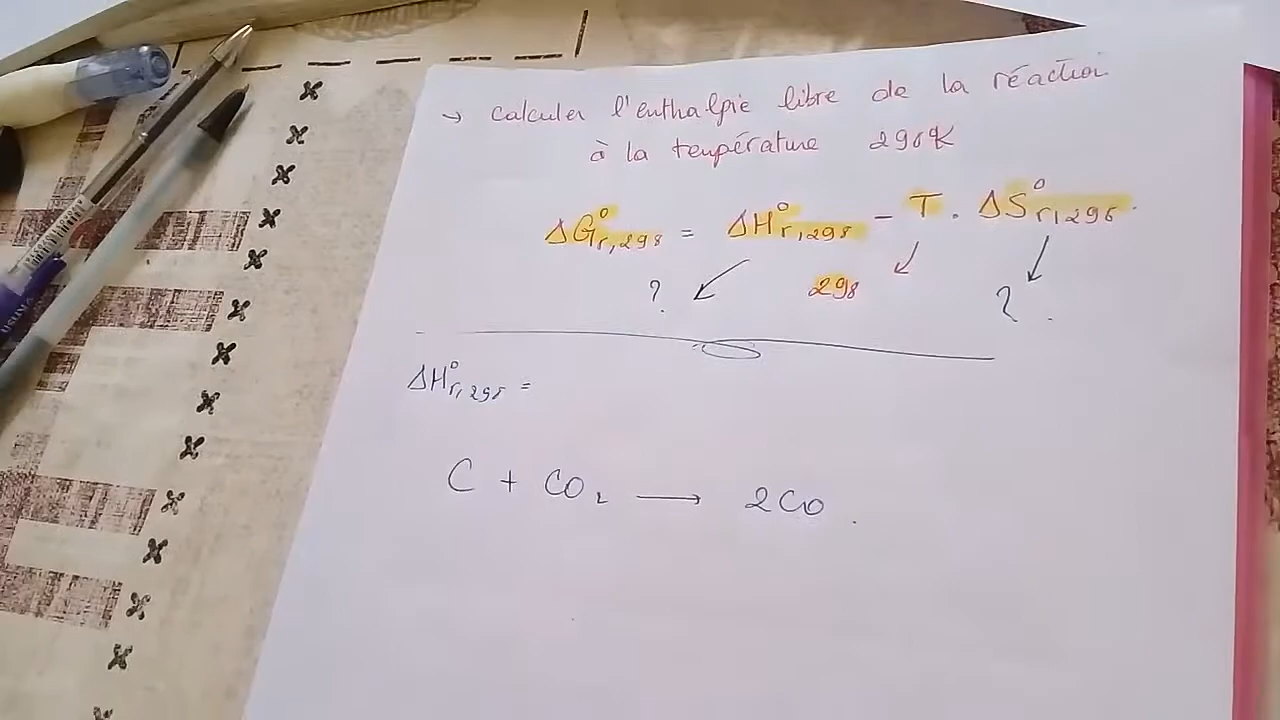 → Calculer l'enthalpie libre de la réaction
à la température 298K
ΔG°r,298 = ΔH°r,298 - T . ΔS°r,298.
? 298 ? .
ΔH°r,298 =
C + CO2 → 2CO .